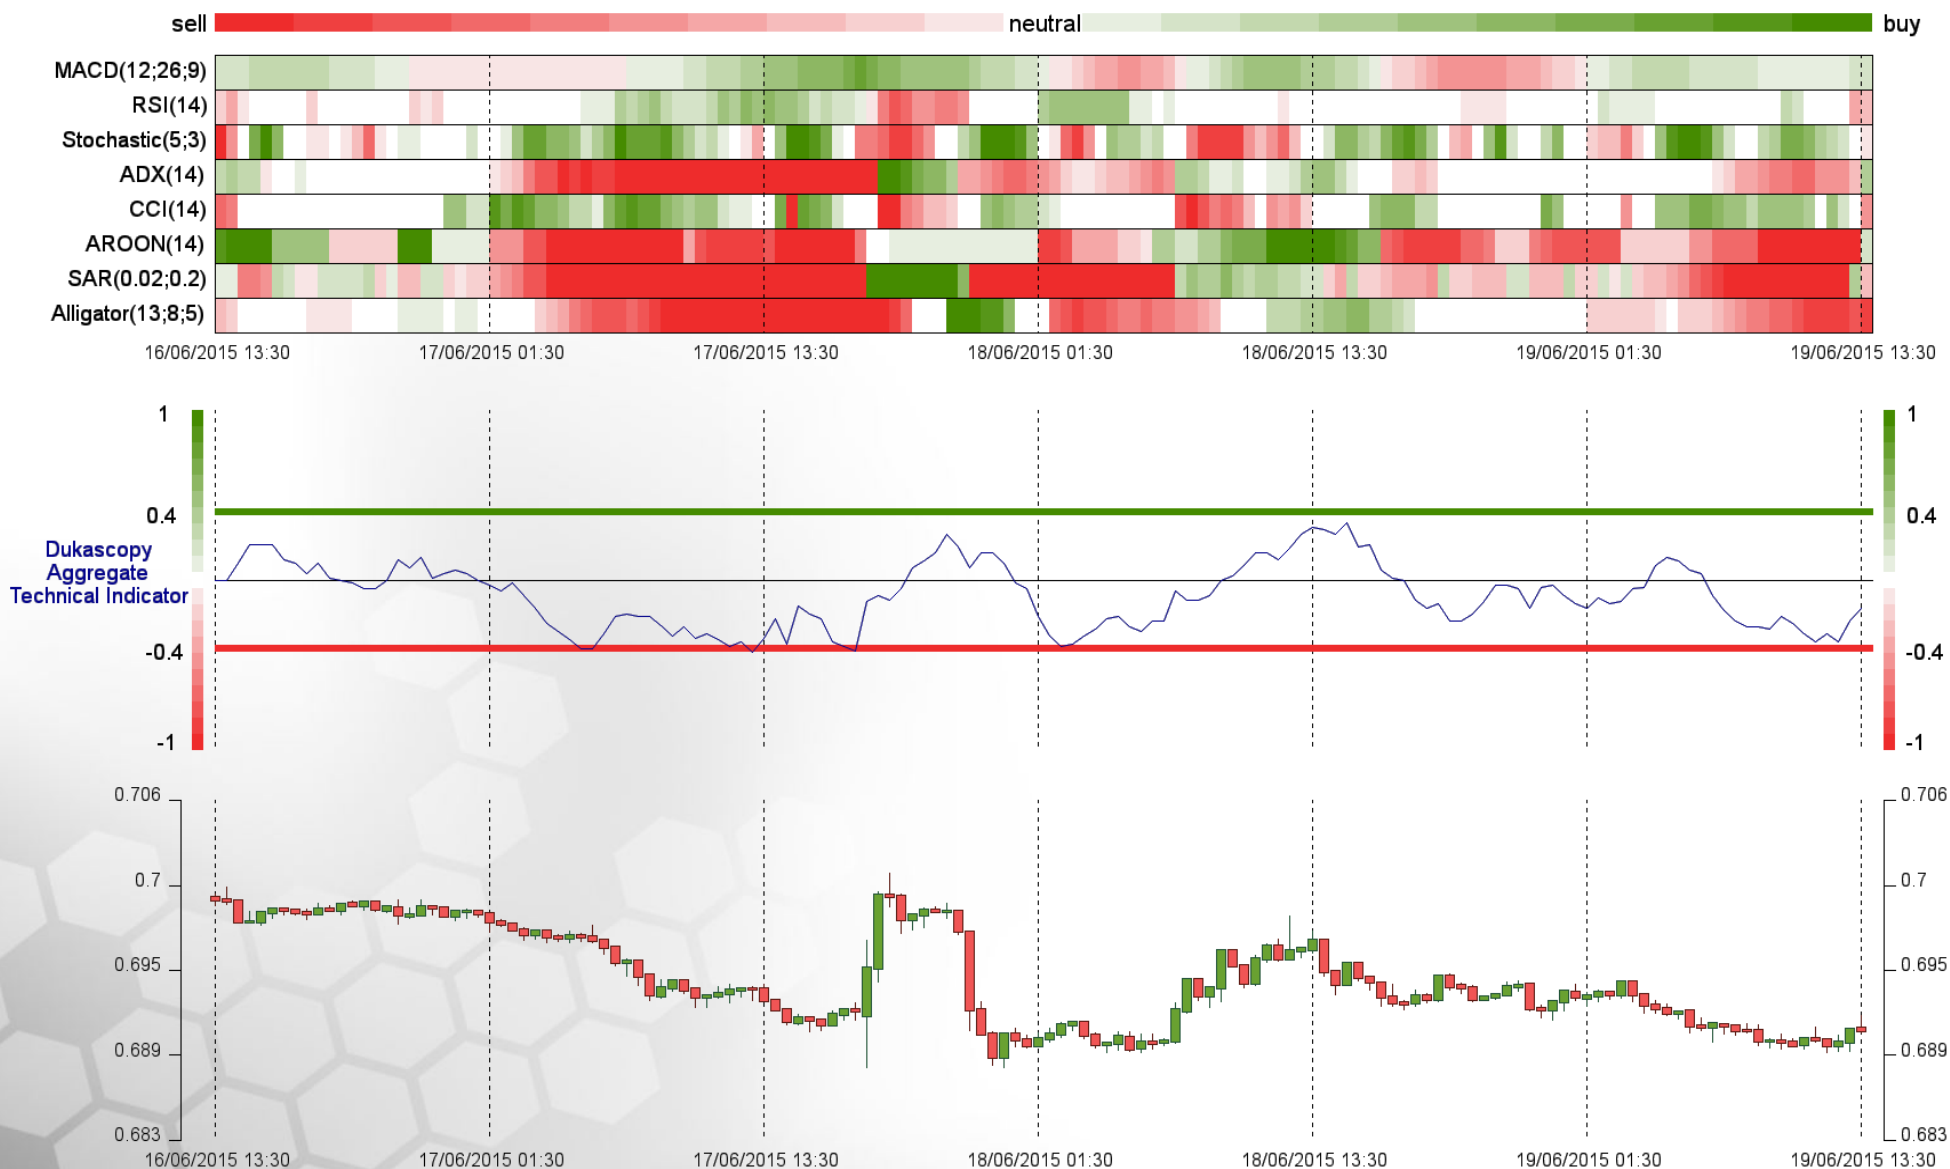 sell neutral buy
MACD(12;26;9)
RSI(14)
Stochastic(5;3)
ADX(14)
CCI(14)
AROON(14)
SAR(0.02;0.2)
Alligator(13;8;5)
16/06/2015 13:30 17/06/2015 01:30 17/06/2015 13:30 18/06/2015 01:30 18/06/2015 13:30 19/06/2015 01:30 19/06/2015 13:30
1 1
0.4 0.4
Dukascopy
Aggregate
Technical Indicator
-0.4 -0.4
-1 -1
0.706 0.706
0.7 0.7
0.695 0.695
0.689 0.689
0.683 0.683
16/06/2015 13:30 17/06/2015 01:30 17/06/2015 13:30 18/06/2015 01:30 18/06/2015 13:30 19/06/2015 01:30 19/06/2015 13:30